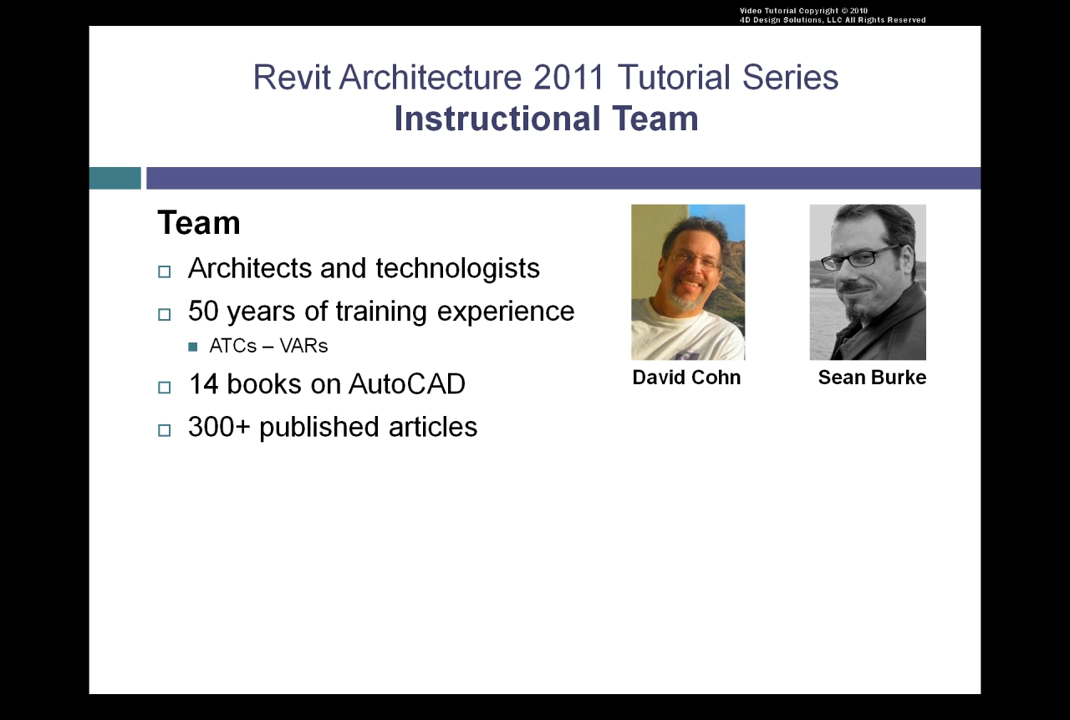 Video Tutorial Copyright © 2010
4D Design Solutions, LLC All Rights Reserved
Revit Architecture 2011 Tutorial Series
Instructional Team
Team
Architects and technologists
50 years of training experience
ATCs – VARs
14 books on AutoCAD
300+ published articles
David Cohn
Sean Burke